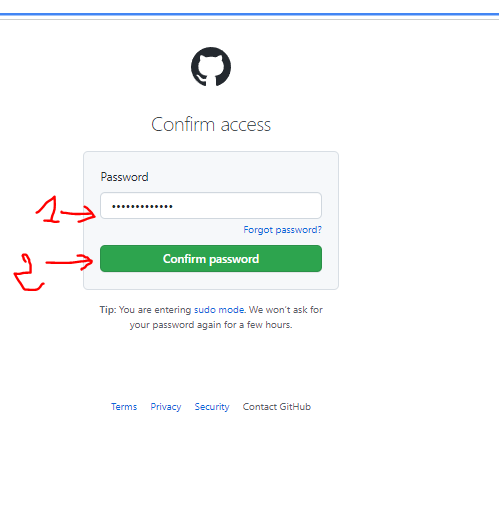 Confirm access
Password
•••••••••••••
1
Forgot password?
2
Confirm password
Tip: You are entering sudo mode. We won't ask for
your password again for a few hours.
Terms Privacy Security Contact GitHub